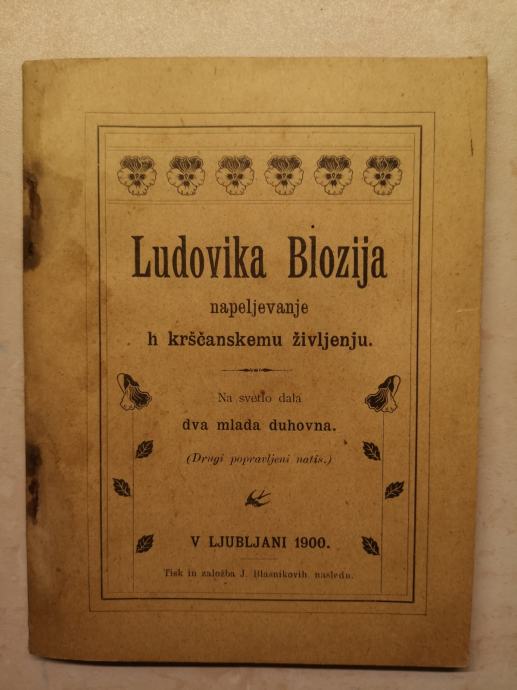 Ludovika Blozija
napeljevanje
h krščanskemu življenju.
Na svetlo dala
dva mlada duhovna.
(Drugi popravljeni natis.)
V LJUBLJANI 1900.
Tisk in založba J. Blasnikovih nasledn.